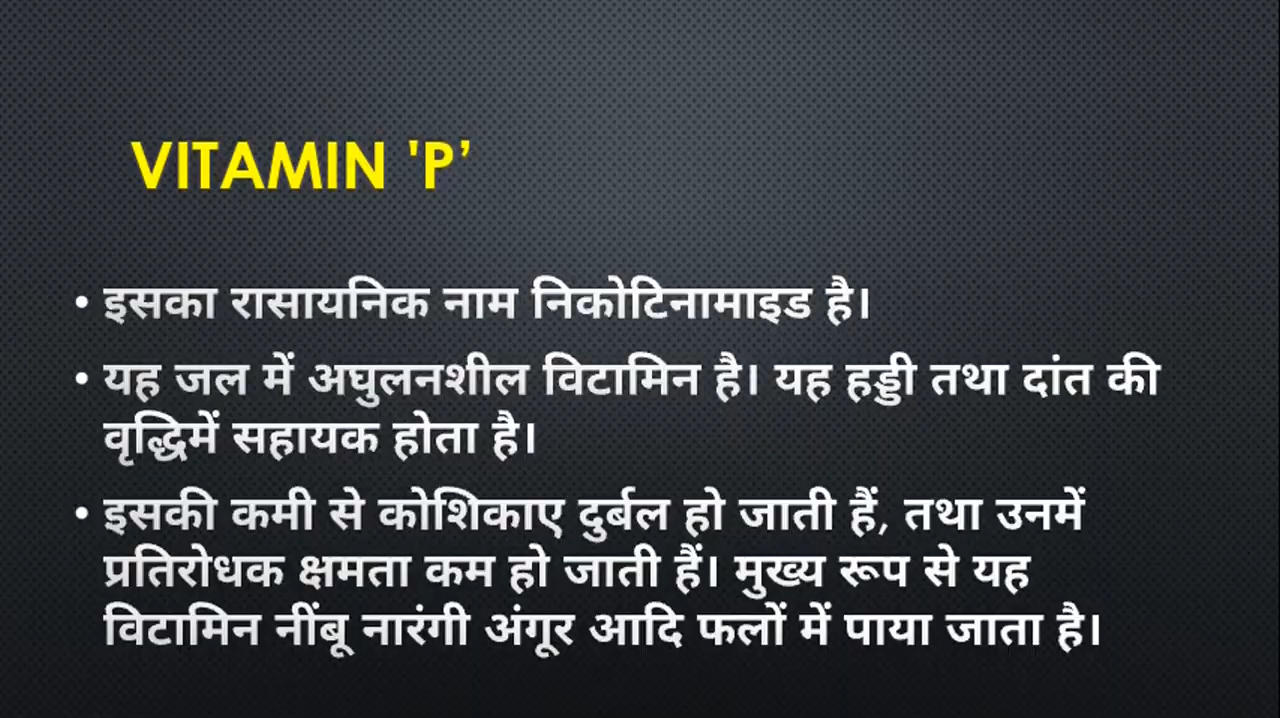 VITAMIN 'P’
• इसका रासायनिक नाम निकोटिनामाइड है।
• यह जल में अघुलनशील विटामिन है। यह हड्डी तथा दांत की
वृद्धिमें सहायक होता है।
• इसकी कमी से कोशिकाए दुर्बल हो जाती हैं, तथा उनमें
प्रतिरोधक क्षमता कम हो जाती हैं। मुख्य रूप से यह
विटामिन नींबू नारंगी अंगूर आदि फलों में पाया जाता है।